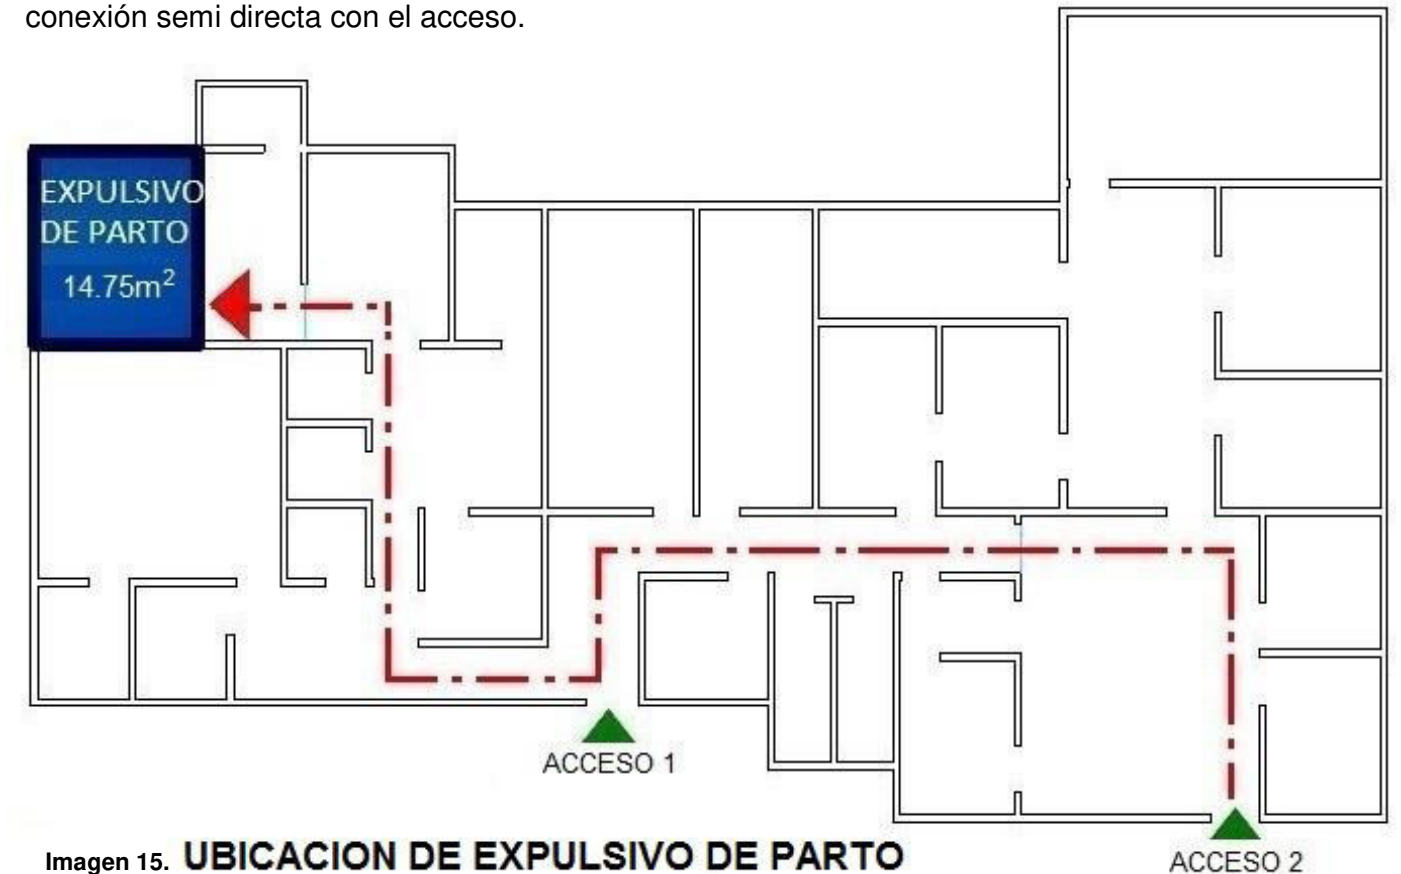 conexión semi directa con el acceso.
EXPULSIVO
DE PARTO
14.75m²
ACCESO 1
ACCESO 2
Imagen 15. UBICACION DE EXPULSIVO DE PARTO